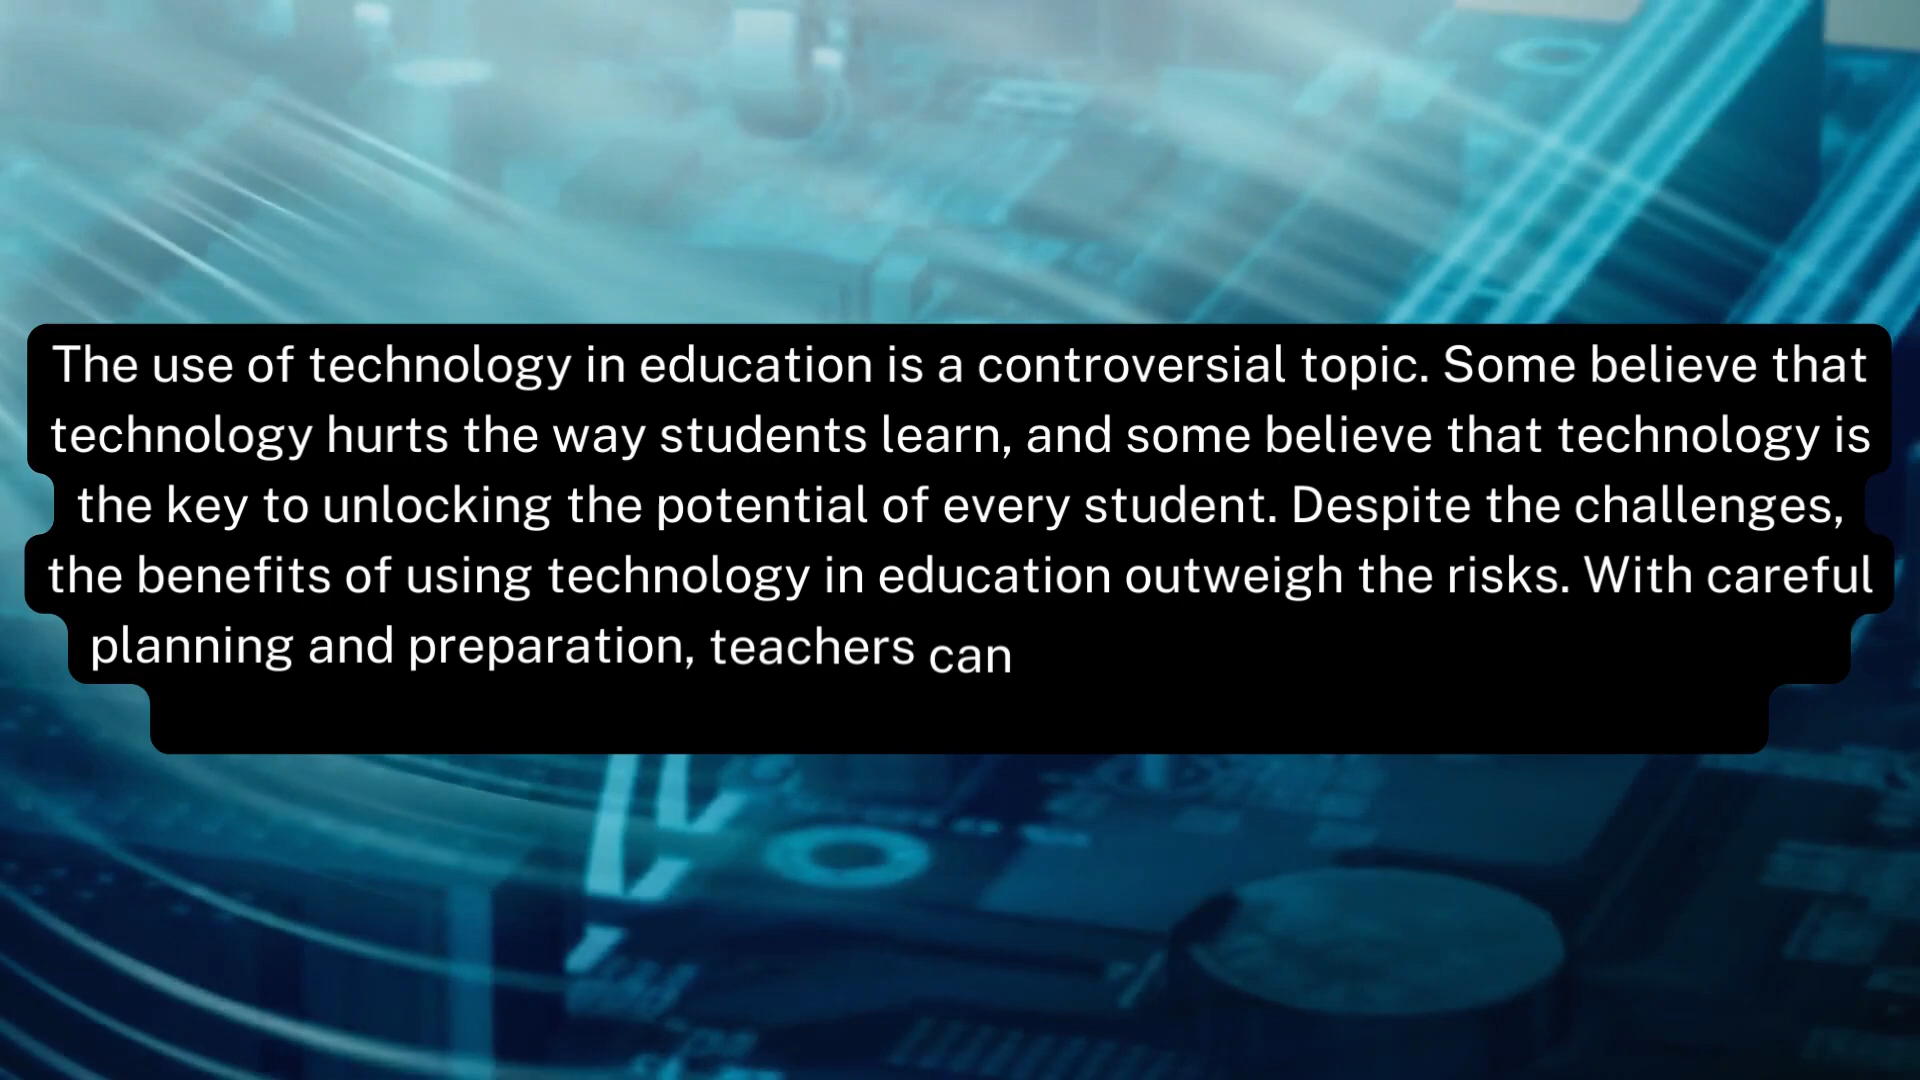 The use of technology in education is a controversial topic. Some believe that
technology hurts the way students learn, and some believe that technology is
the key to unlocking the potential of every student. Despite the challenges,
the benefits of using technology in education outweigh the risks. With careful
planning and preparation, teachers can